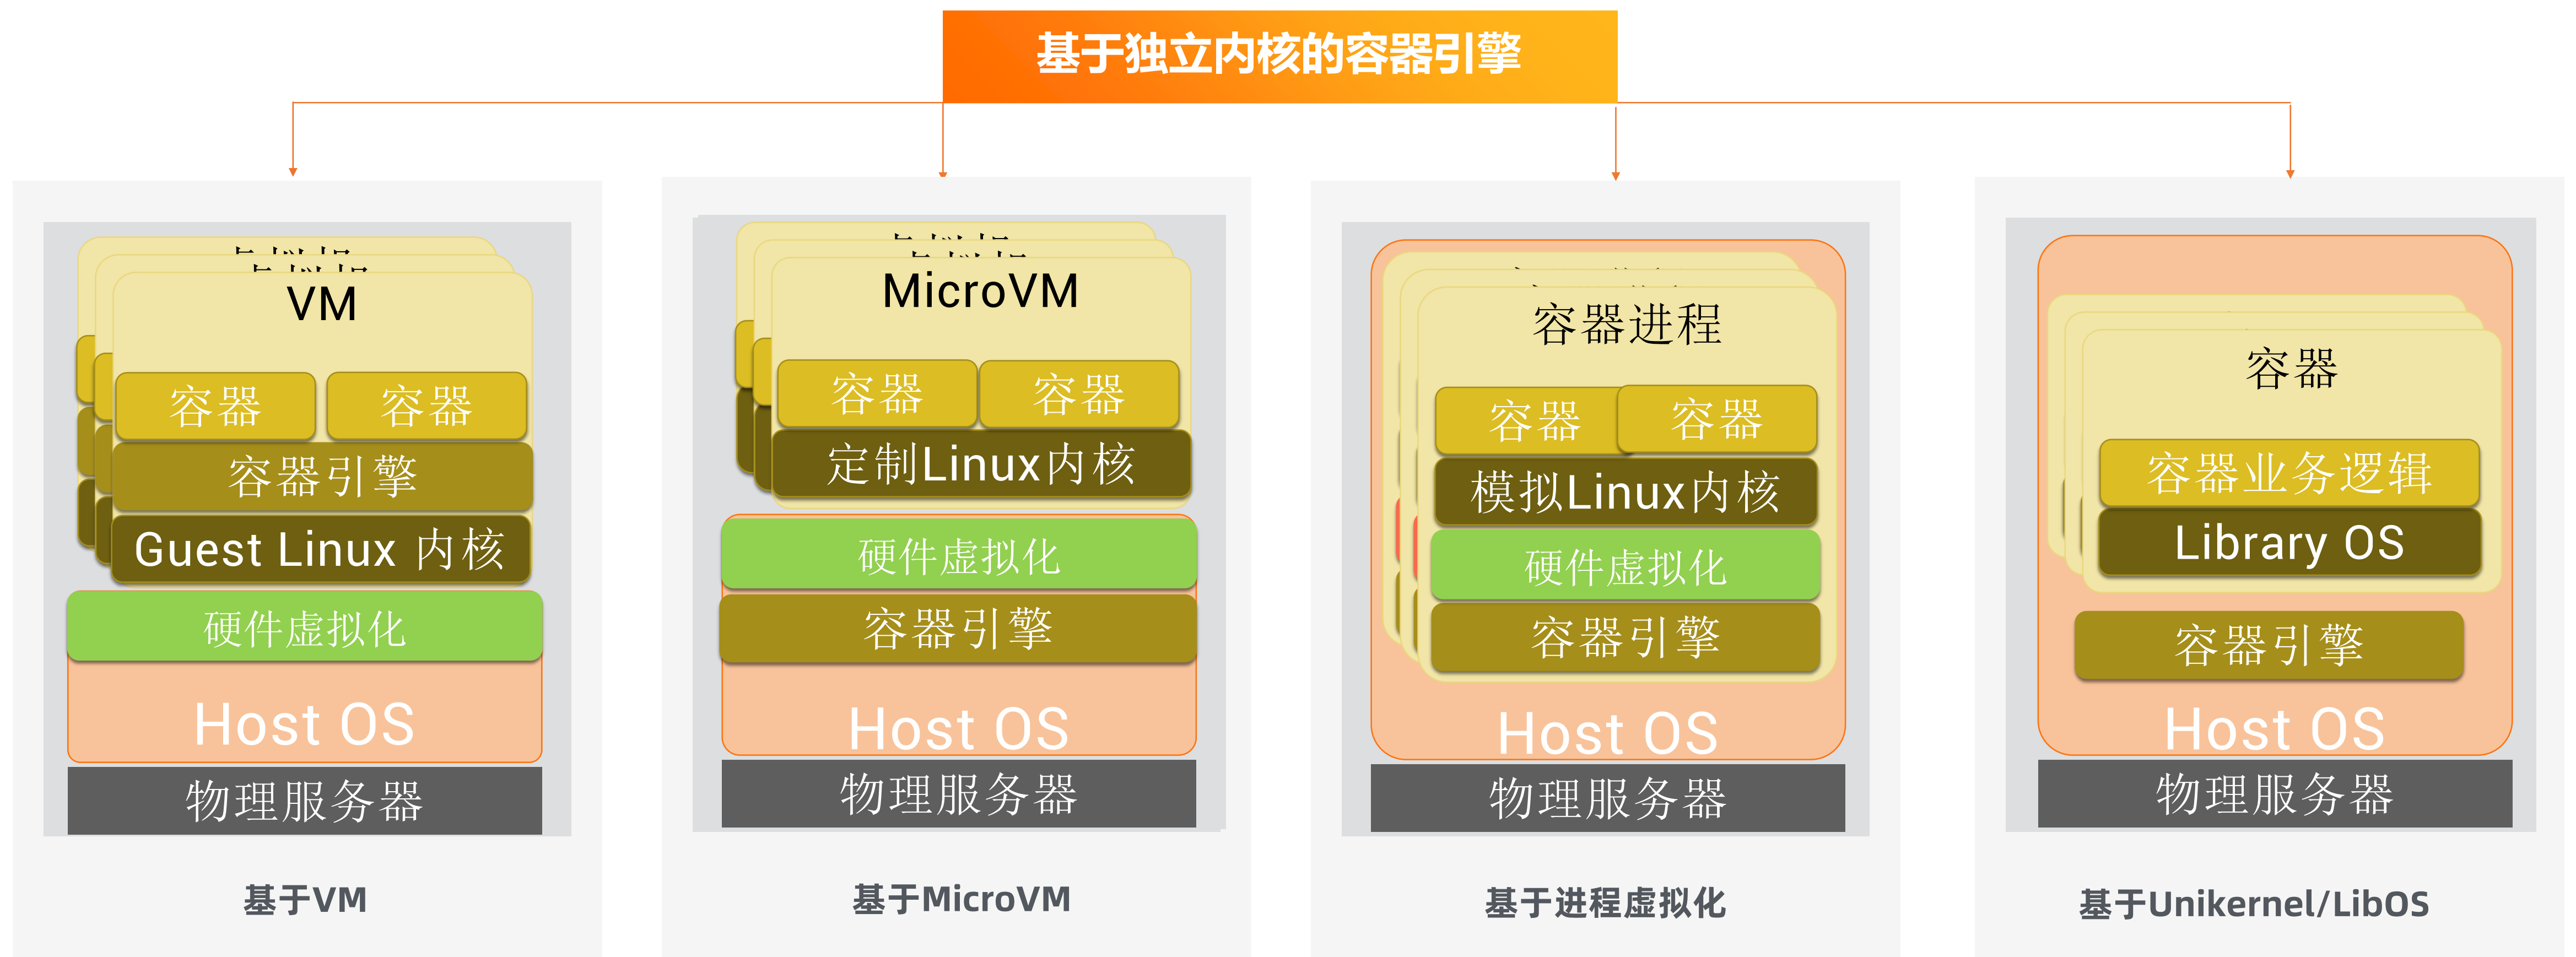 基于独立内核的容器引擎
VM
容器
容器
容器引擎
Guest Linux 内核
硬件虚拟化
Host OS
物理服务器
基于VM
MicroVM
容器
容器
定制Linux内核
硬件虚拟化
容器引擎
Host OS
物理服务器
基于MicroVM
容器进程
容器
容器
模拟Linux内核
硬件虚拟化
容器引擎
Host OS
物理服务器
基于进程虚拟化
容器
容器业务逻辑
Library OS
容器引擎
Host OS
物理服务器
基于Unikernel/LibOS